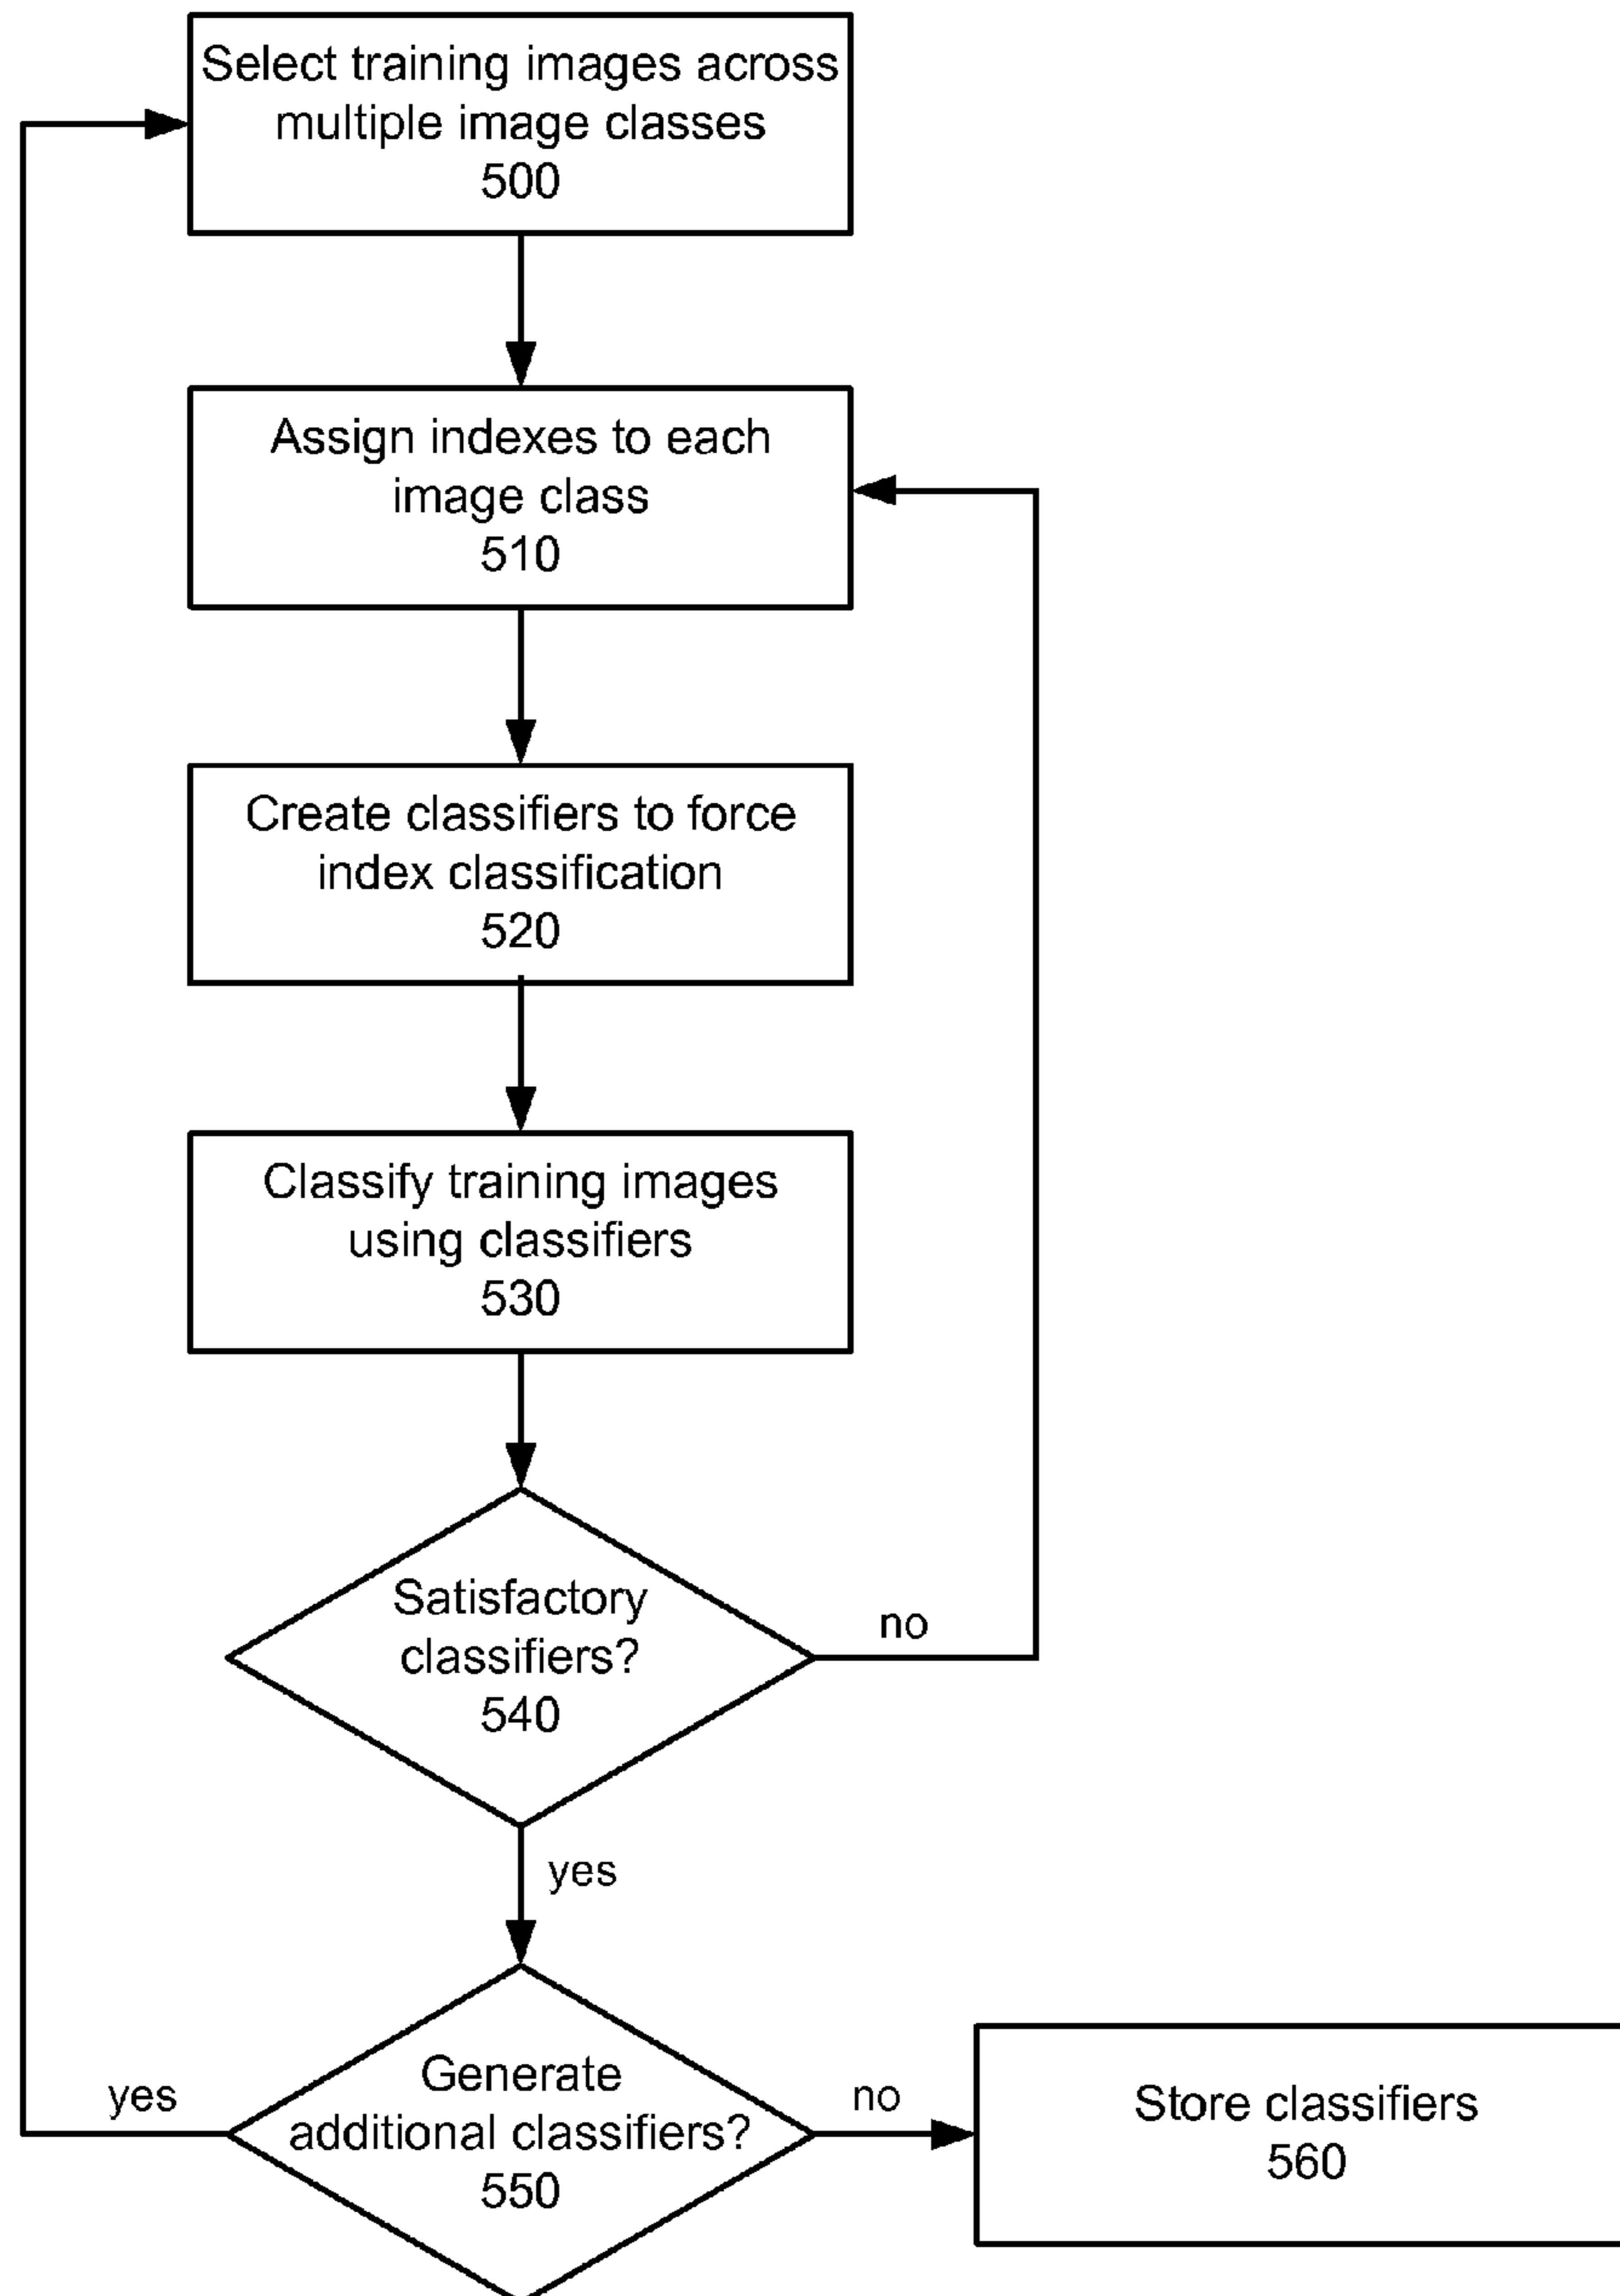 Select training images across
multiple image classes
500
Assign indexes to each
image class
510
Create classifiers to force
index classification
520
Classify training images
using classifiers
530
Satisfactory
classifiers?
540
no
yes
Generate
additional classifiers?
550
yes
no
Store classifiers
560